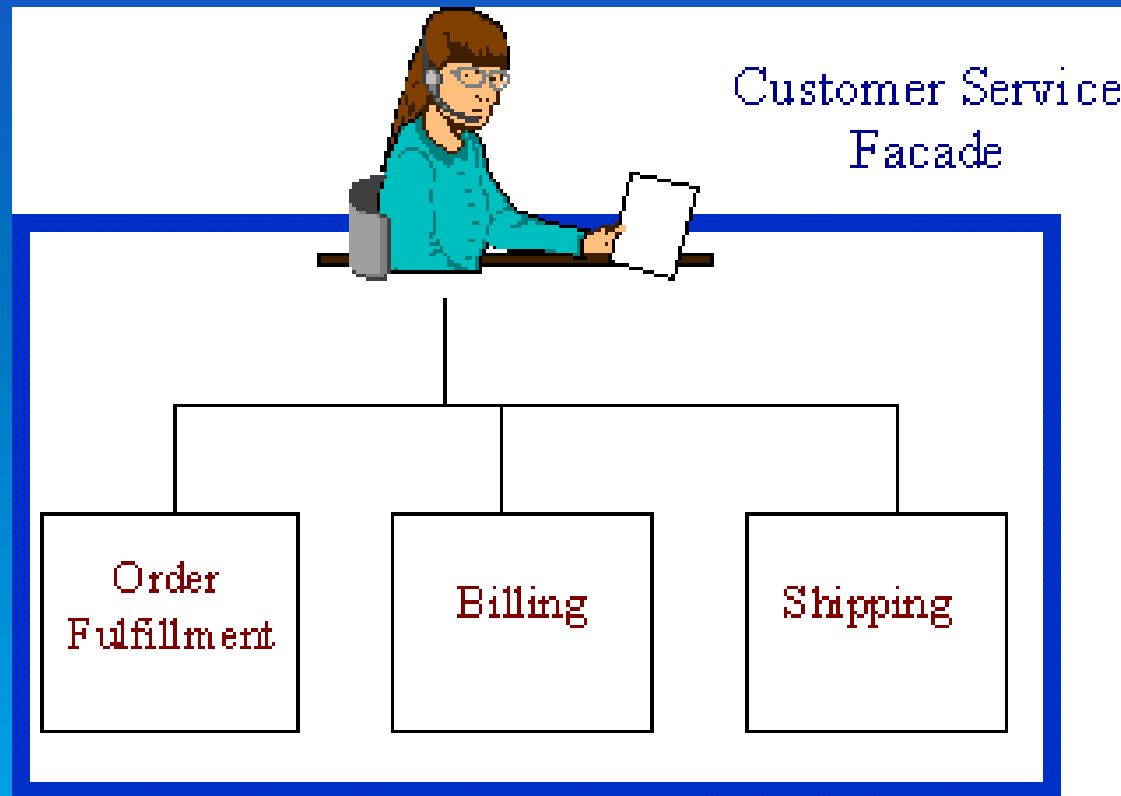 Customer Service
Facade
Order
Fulfillment
Billing
Shipping